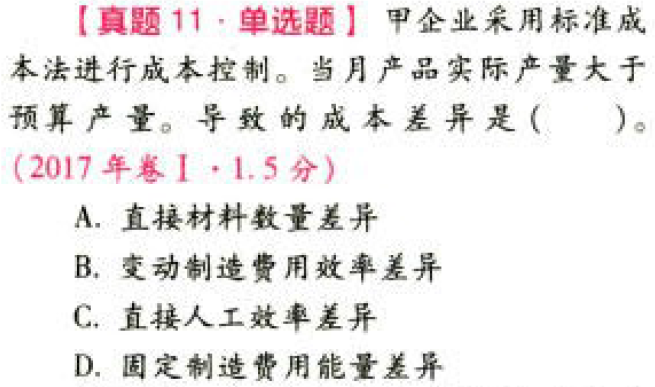 【真题 11·单选题】 甲企业采用标准成
本法进行成本控制。当月产品实际产量大于
预算产量。导致的成本差异是(  )。
(2017 年卷Ⅰ·1.5 分)
A. 直接材料数量差异
B. 变动制造费用效率差异
C. 直接人工效率差异
D. 固定制造费用能量差异